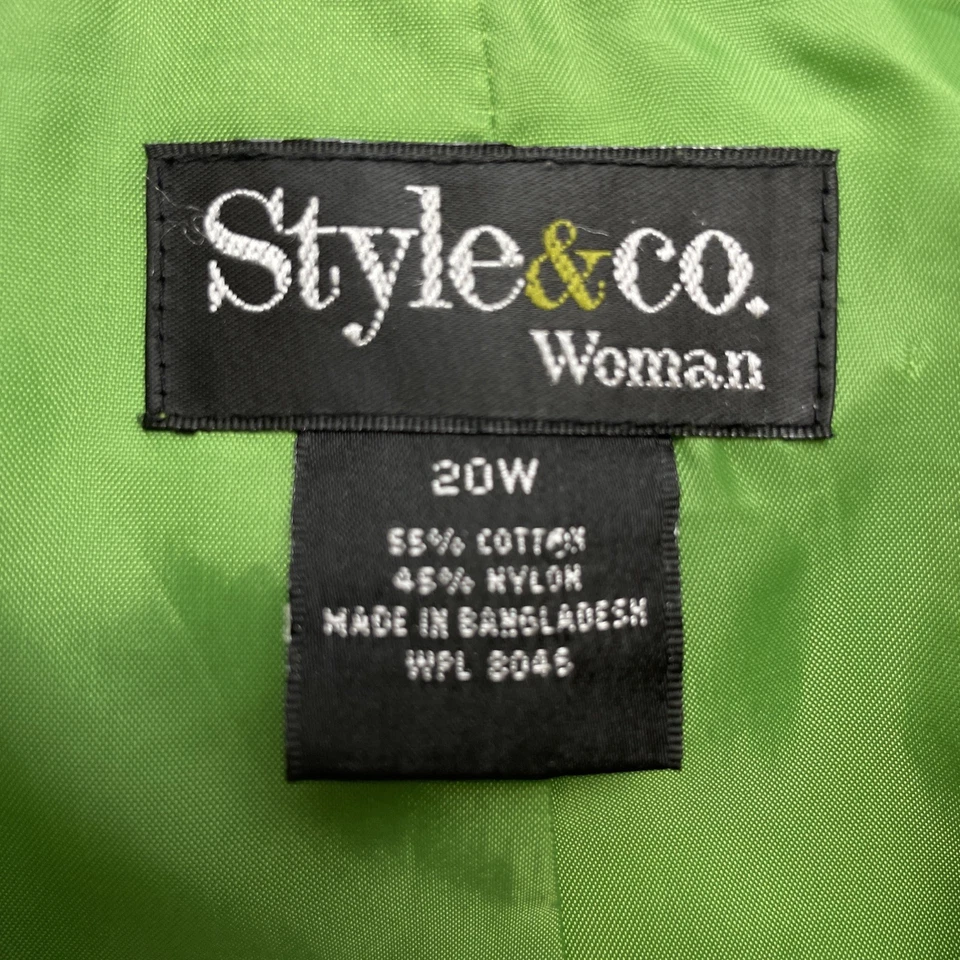 Style&co.
Woman
20W
55% COTTON
45% NYLON
MADE IN BANGLADESH
WPL 8046